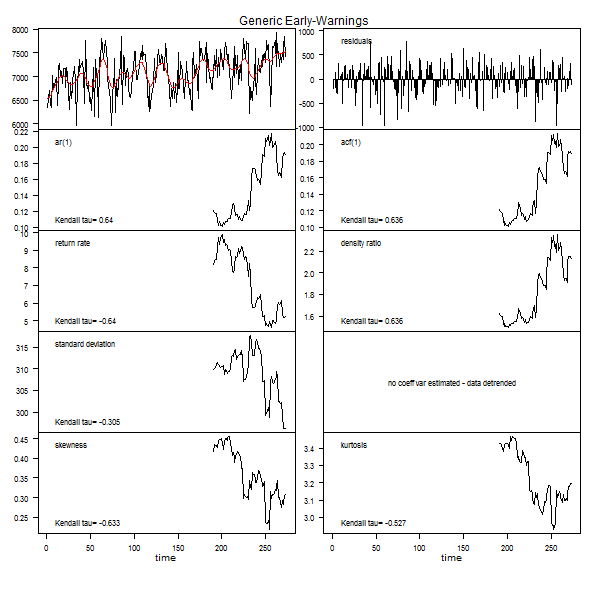 Generic Early-Warnings
8000
7500
7000
6500
6000
1000
500
0
-500
-1000
residuals
0.22
0.20
0.18
0.16
0.14
0.12
0.10
ar(1)
Kendall tau= 0.64
0.20
0.18
0.16
0.14
0.12
0.10
acf(1)
Kendall tau= 0.636
10
9
8
7
6
5
return rate
Kendall tau= -0.64
2.2
2.0
1.8
1.6
density ratio
Kendall tau= 0.636
315
310
305
300
standard deviation
Kendall tau= -0.305
no coeff var estimated - data detrended
0.45
0.40
0.35
0.30
0.25
skewness
Kendall tau= -0.633
3.4
3.3
3.2
3.1
3.0
kurtosis
Kendall tau= -0.527
0 50 100 150 200 250
time
0 50 100 150 200 250
time